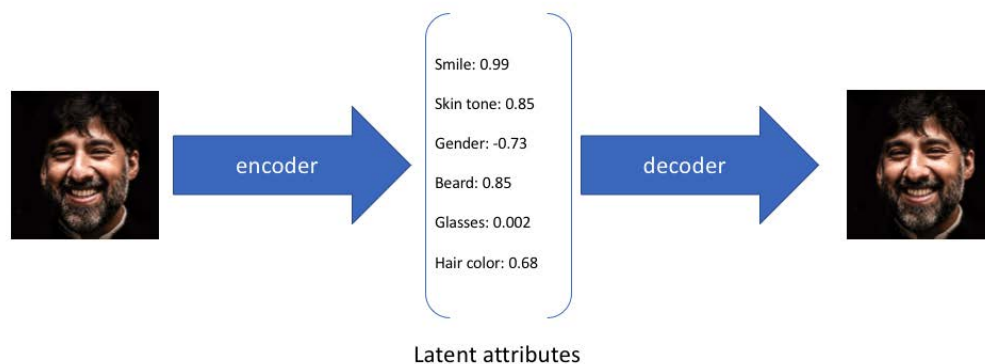 Smile: 0.99
Skin tone: 0.85
encoder
Gender: -0.73
decoder
Beard: 0.85
Glasses: 0.002
Hair color: 0.68
Latent attributes